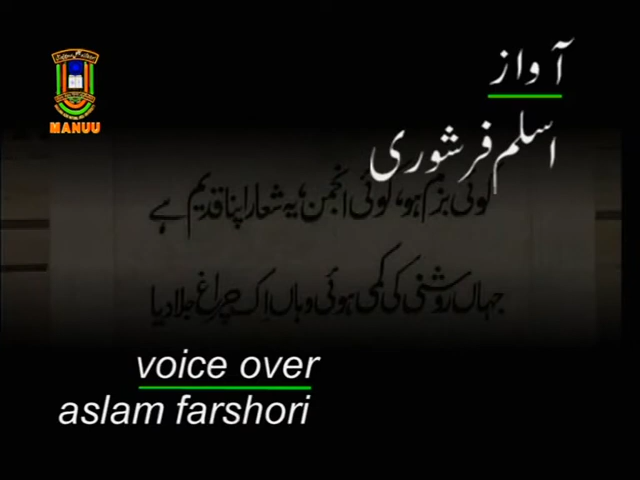 آواز
اسلم فرشوری
کوئی بزم ہو، کوئی انجمن، یہ شعار اپنا قدیم ہے
جہاں روشنی کی کمی ہوئی وہاں اک چراغ جلا دیا
MANUU
voice over
aslam farshori